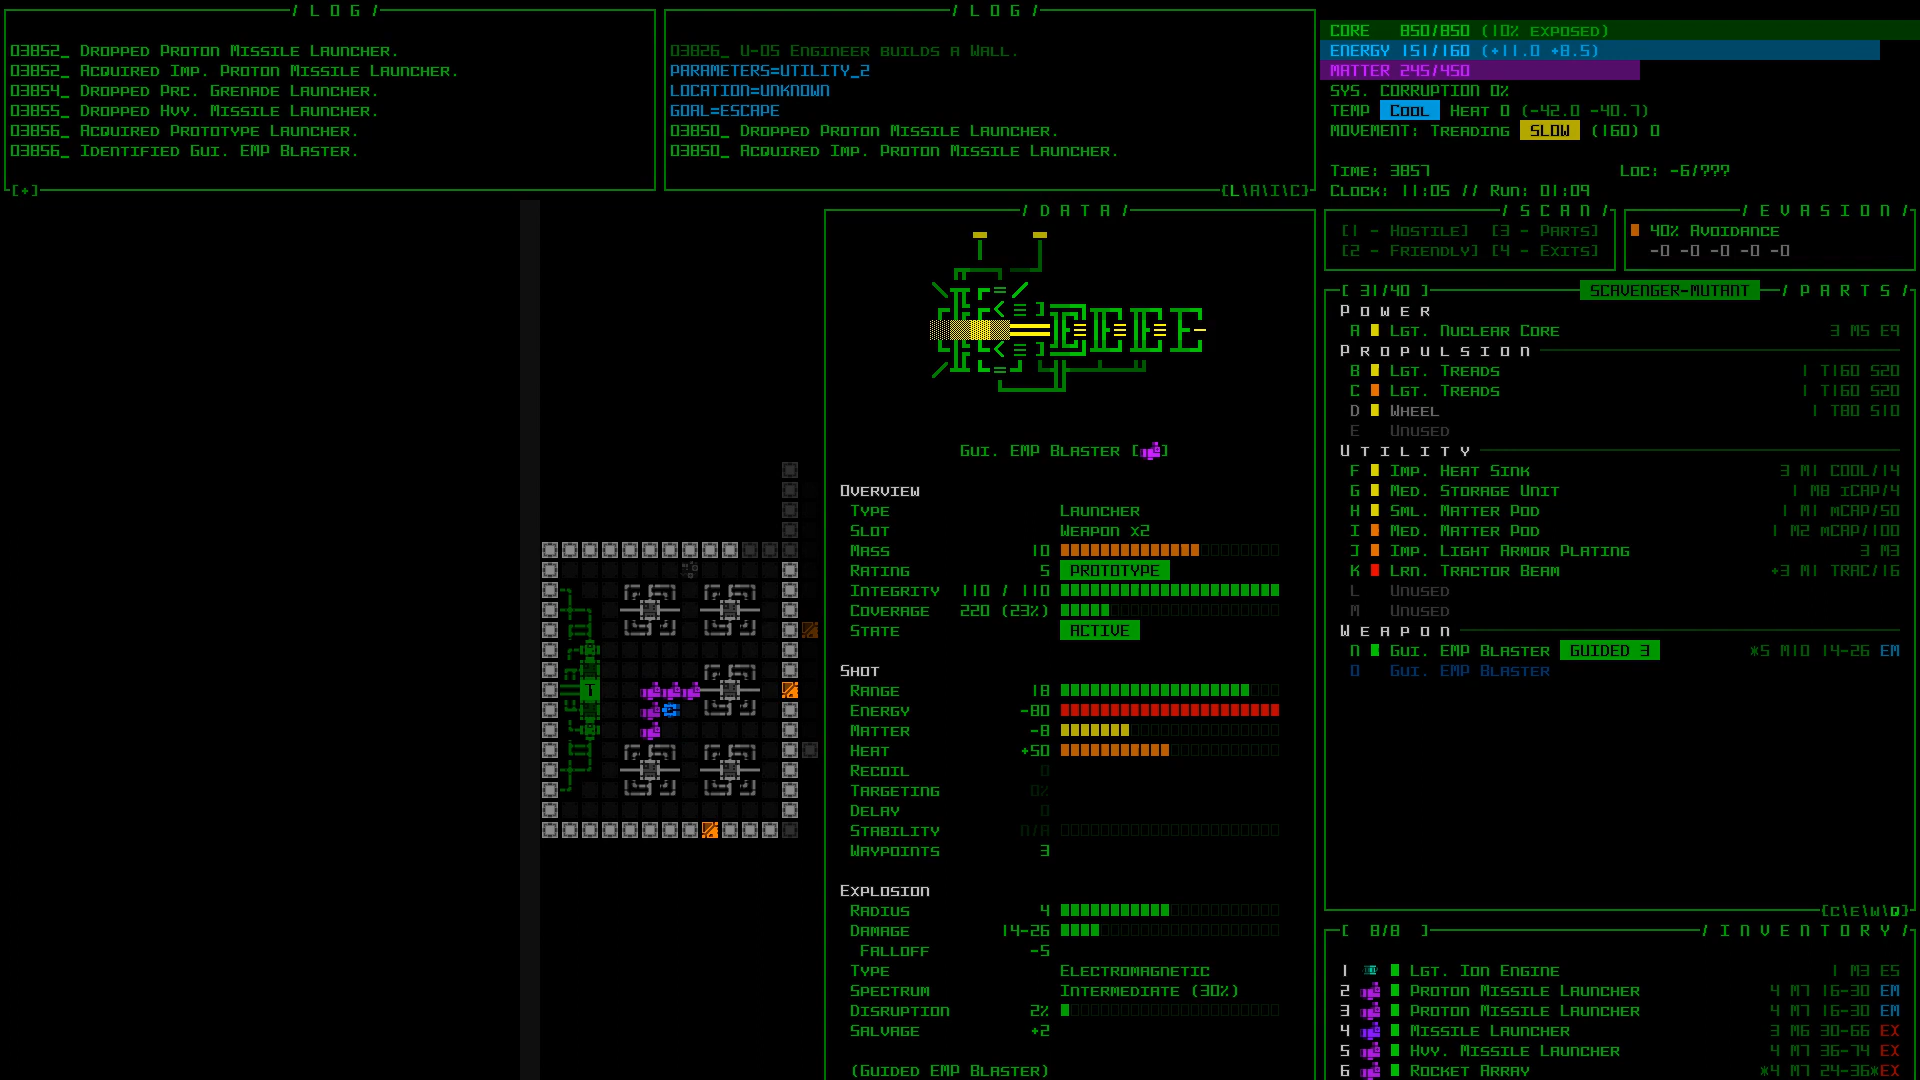 / L O G /
03852_ Dropped Proton Missile Launcher.
03852_ Acquired Imp. Proton Missile Launcher.
03854_ Dropped Prc. Grenade Launcher.
03855_ Dropped Hvy. Missile Launcher.
03856_ Acquired Prototype Launcher.
03856_ Identified Gui. EMP Blaster.
[+]
/ L O G /
03826_ U-05 Engineer builds a Wall.
PARAMETERS=UTILITY_2
LOCATION=UNKNOWN
GOAL=ESCAPE
03850_ Dropped Proton Missile Launcher.
03850_ Acquired Imp. Proton Missile Launcher.
{L\A\I\C}
CORE 850/850 (10% exposed)
ENERGY 151/160 (+11.0 +8.5)
MATTER 245/450
SYS. CORRUPTION 0%
TEMP Cool Heat 0 (-42.0 -40.7)
MOVEMENT: Treading SLOW (160) 0
Time: 3857 Loc: -6/???
Clock: 11:05 // Run: 01:09
/ S C A N /
[1 - Hostile] [3 - Parts]
[2 - Friendly] [4 - Exits]
/ E V A S I O N /
40% Avoidance
-0 -0 -0 -0 -0
[ 31/40 ] SCAVENGER-MUTANT / P A R T S /
P o w e r
A Lgt. Nuclear Core 3 M5 E9
P r o p u l s i o n
B Lgt. Treads 1 T160 S20
C Lgt. Treads 1 T160 S20
D Wheel 1 T80 S10
E Unused
U t i l i t y
F Imp. Heat Sink 3 M1 COOL/14
G Med. Storage Unit 1 M8 iCAP/4
H Sml. Matter Pod 1 M1 mCAP/50
I Med. Matter Pod 1 M2 mCAP/100
J Imp. Light Armor Plating 3 M3
K Lrn. Tractor Beam +3 M1 TRAC/16
L Unused
M Unused
W e a p o n
N Gui. EMP Blaster GUIDED 3 *5 M10 14-26 EM
O Gui. EMP Blaster
{C\E\W\Q}
[ 8/8 ] / I N V E N T O R Y /
1 Lgt. Ion Engine 1 M3 E5
2 Proton Missile Launcher 4 M7 16-30 EM
3 Proton Missile Launcher 4 M7 16-30 EM
4 Missile Launcher 3 M6 30-66 EX
5 Hvy. Missile Launcher 4 M7 36-74 EX
6 Rocket Array *4 M7 24-36*EX
/ D A T A /
Gui. EMP Blaster [ ]
Overview
Type Launcher
Slot Weapon x2
Mass 10
Rating 5 PROTOTYPE
Integrity 110 / 110
Coverage 220 (23%)
State ACTIVE
Shot
Range 18
Energy -80
Matter -8
Heat +50
Recoil 0
Targeting 0%
Delay 0
Stability N/A
Waypoints 3
Explosion
Radius 4
Damage 14-26
Falloff -5
Type Electromagnetic
Spectrum Intermediate (30%)
Disruption 2%
Salvage +2
(Guided EMP Blaster)